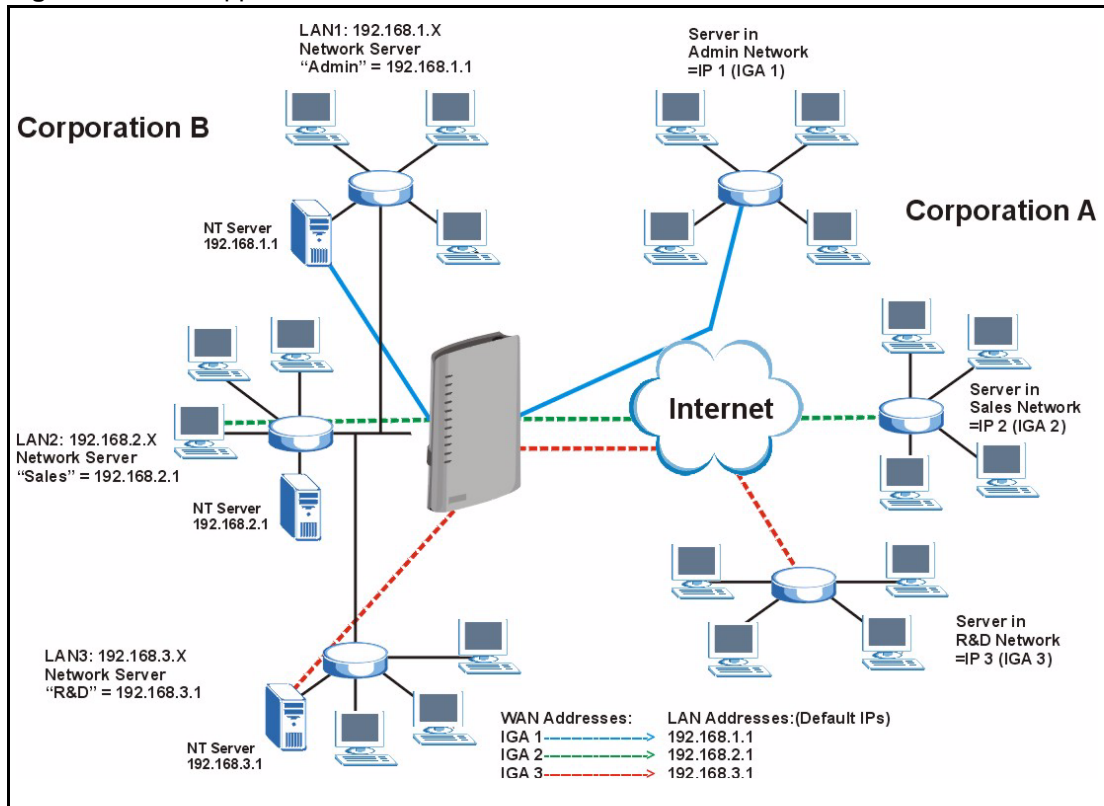 LAN1: 192.168.1.X
Network Server
“Admin” = 192.168.1.1
Server in
Admin Network
=IP 1 (IGA 1)
Corporation B
Corporation A
NT Server
192.168.1.1
Internet
Server in
Sales Network
=IP 2 (IGA 2)
LAN2: 192.168.2.X
Network Server
“Sales” = 192.168.2.1
NT Server
192.168.2.1
LAN3: 192.168.3.X
Network Server
“R&D” = 192.168.3.1
Server in
R&D Network
=IP 3 (IGA 3)
NT Server
192.168.3.1
WAN Addresses: LAN Addresses:(Default IPs)
IGA 1 192.168.1.1
IGA 2 192.168.2.1
IGA 3 192.168.3.1